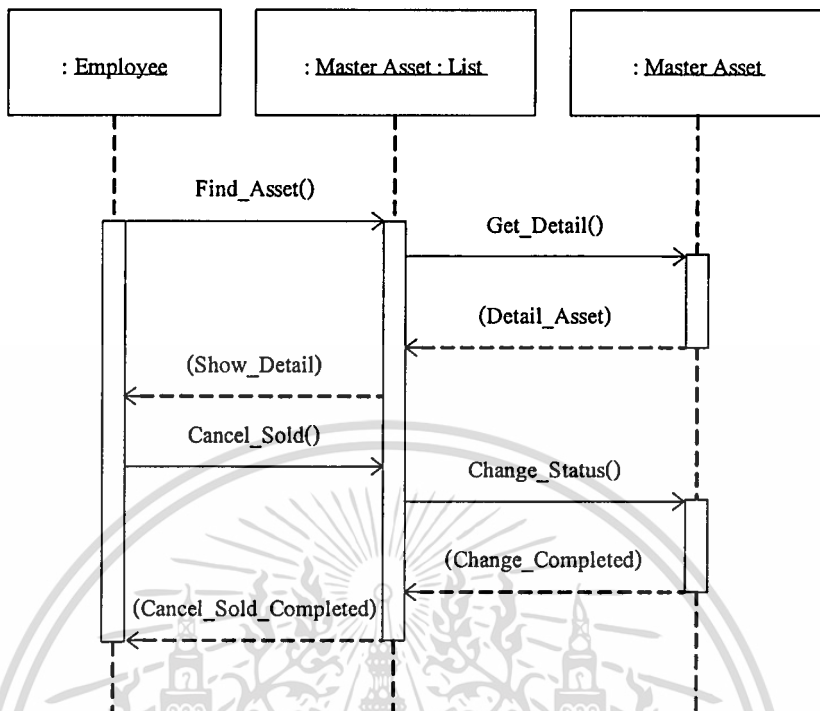 : Employee
: Master Asset : List
: Master Asset
Find_Asset()
Get_Detail()
(Detail_Asset)
(Show_Detail)
Cancel_Sold()
Change_Status()
(Change_Completed)
(Cancel_Sold_Completed)